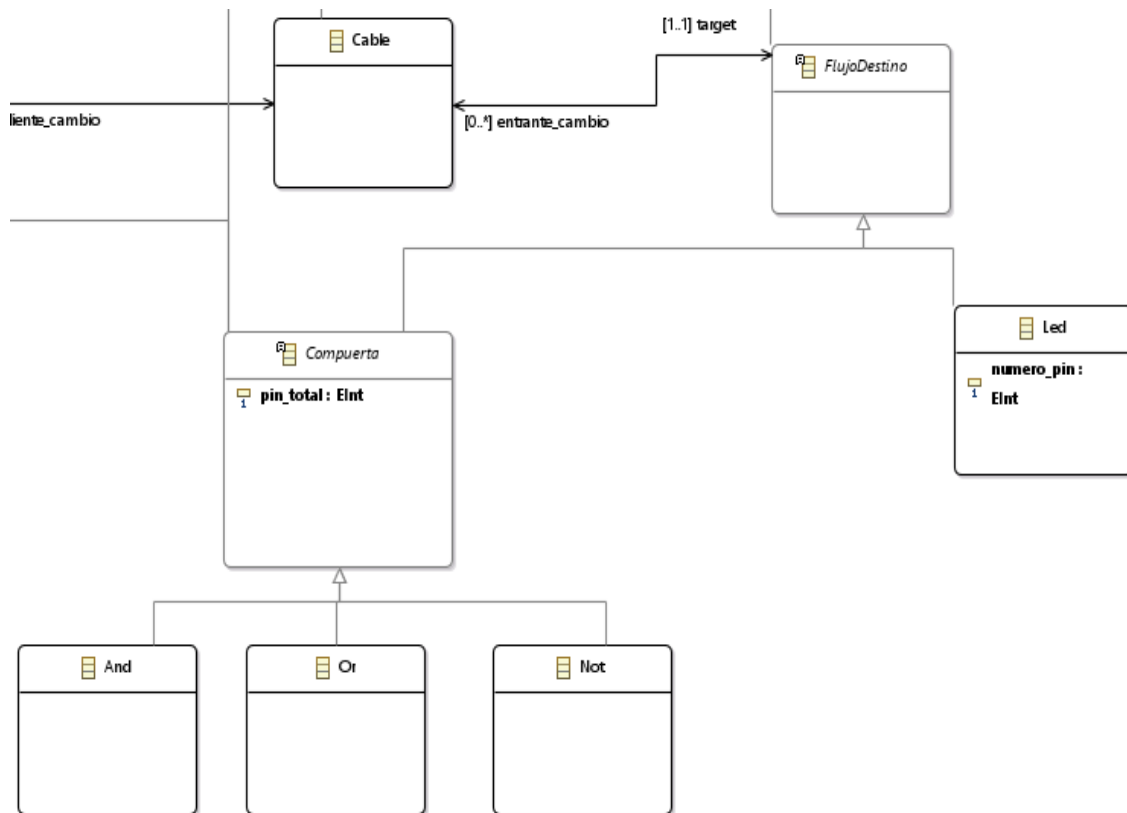 [1..1] target
Cable
FlujoDestino
liente_cambio
[0..*] entrante_cambio
Compuerta
pin_total : EInt
Led
numero_pin :
EInt
And
Or
Not